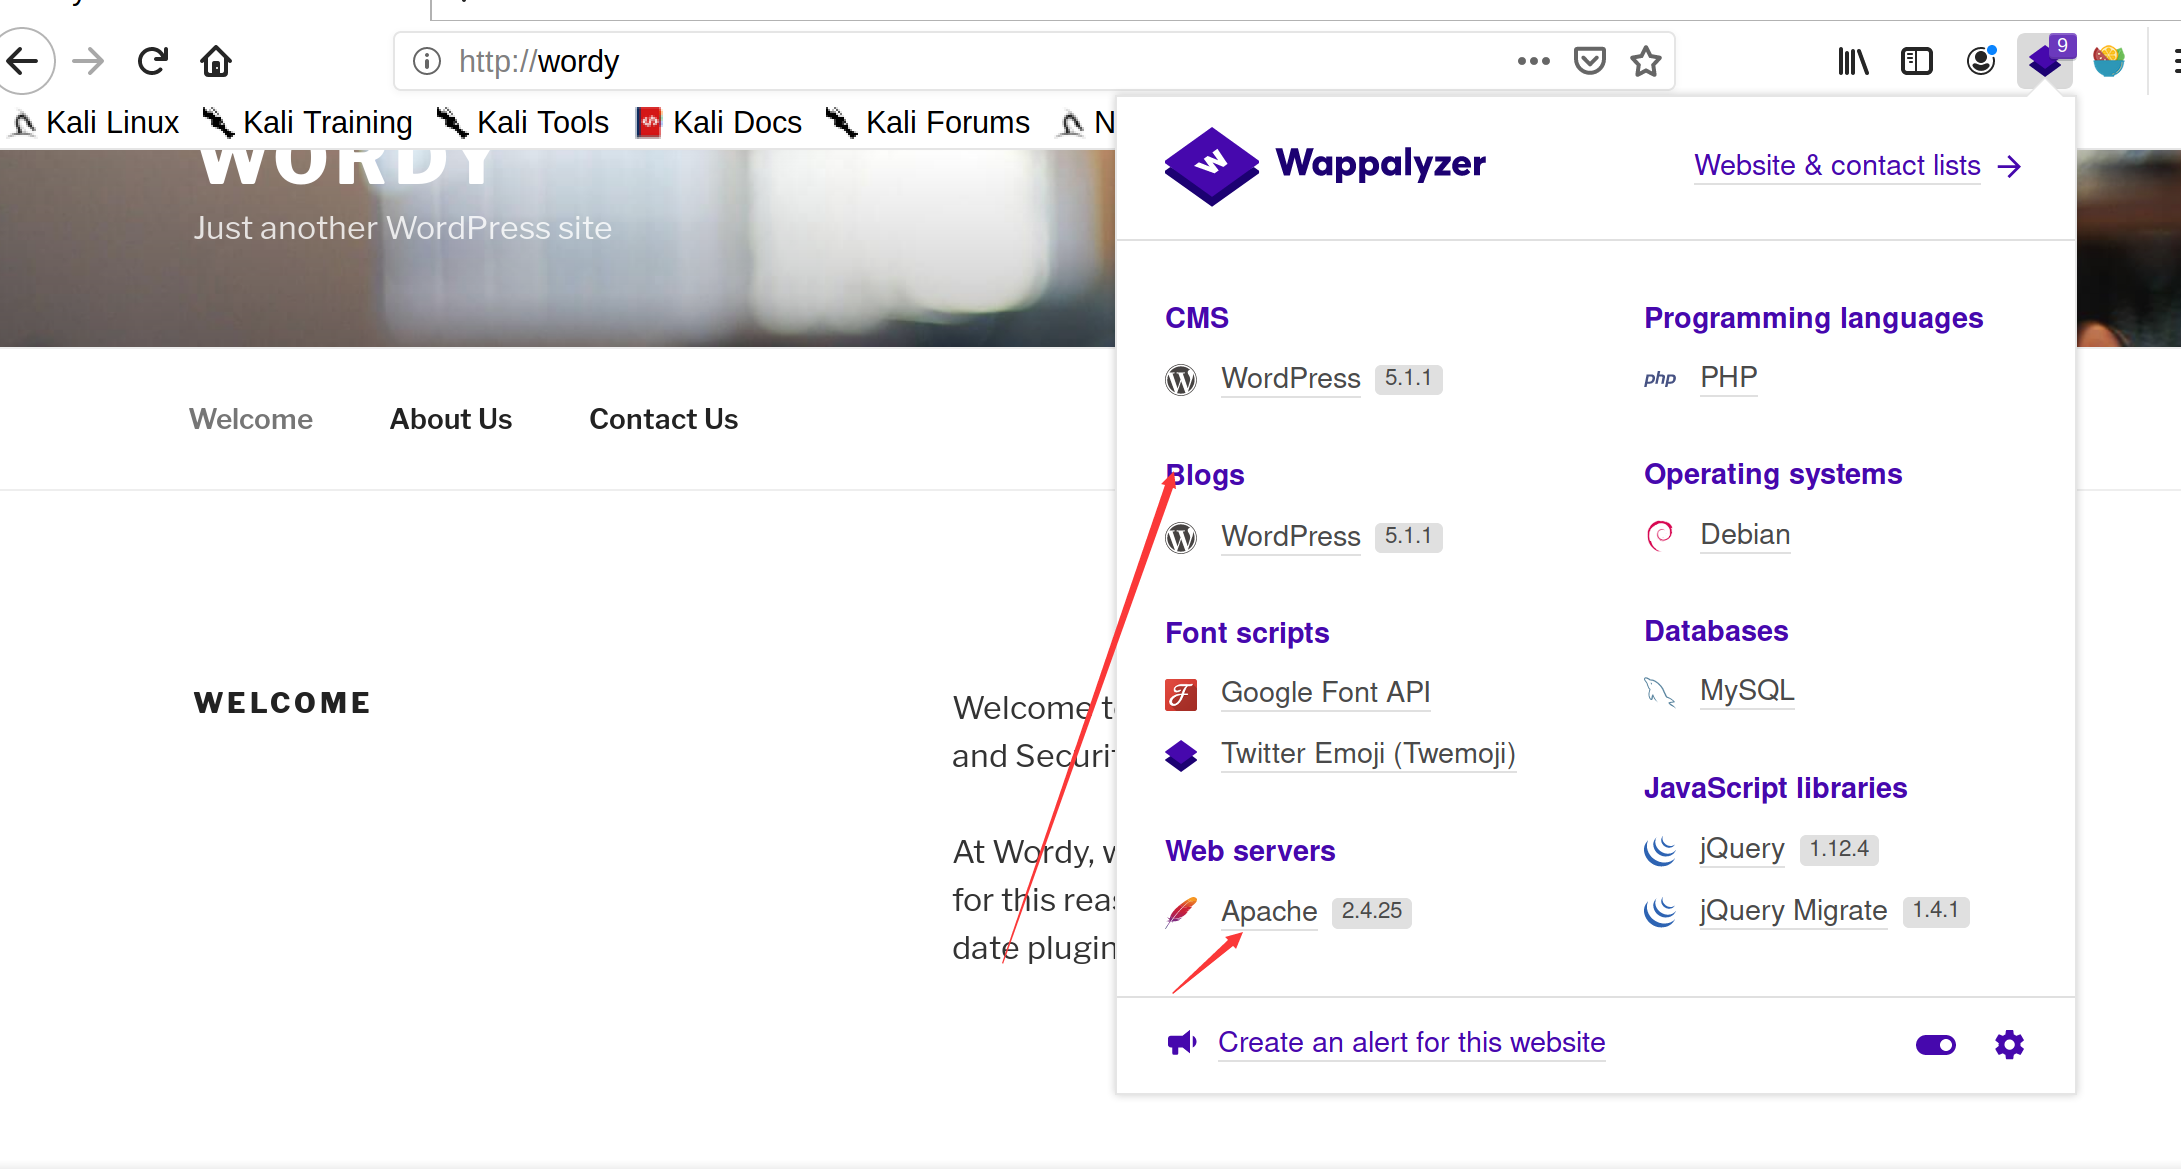 http://wordy
9
Kali Linux
Kali Training
Kali Tools
Kali Docs
Kali Forums
N
WORDY
Just another WordPress site
Welcome
About Us
Contact Us
WELCOME
Welcome t
and Securit
At Wordy, w
for this reas
date plugin
W
Wappalyzer
Website & contact lists
CMS
WordPress 5.1.1
Blogs
WordPress 5.1.1
Font scripts
Google Font API
Twitter Emoji (Twemoji)
Web servers
Apache 2.4.25
Programming languages
php PHP
Operating systems
Debian
Databases
MySQL
JavaScript libraries
jQuery 1.12.4
jQuery Migrate 1.4.1
Create an alert for this website